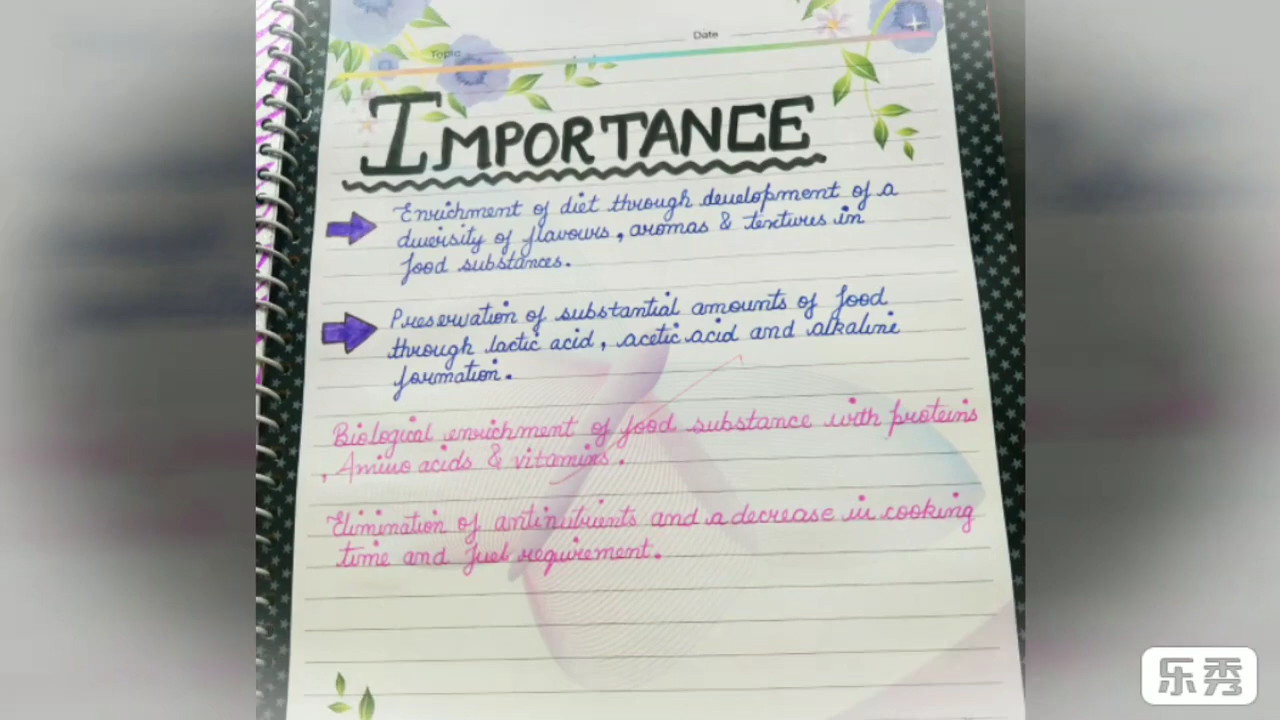 Topic
Date
IMPORTANCE
Enrichment of diet through development of a
diversity of flavours, aromas & textures in
food substances.
Preservation of substantial amounts of food
through lactic acid, acetic acid and alkaline
formation.
Biological enrichment of food substance with proteins
, Amino acids & vitamins.
Elimination of antinutrients and a decrease in cooking
time and fuel requirement.
乐秀